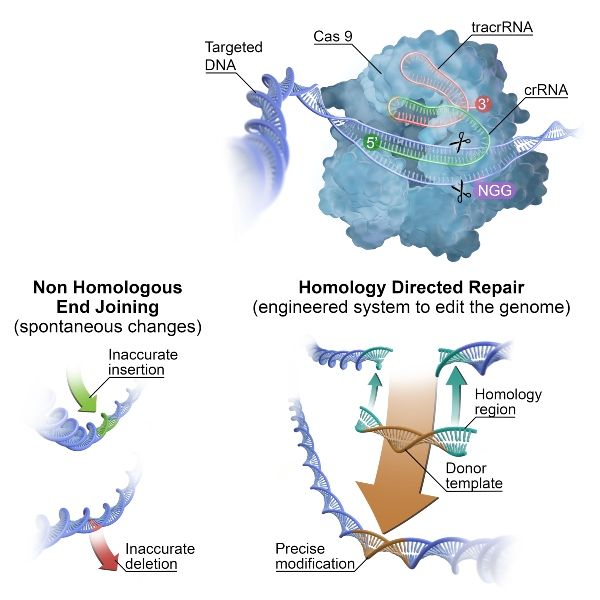 Targeted
DNA
Cas 9
tracrRNA
crRNA
3'
5'
NGG
Non Homologous
End Joining
(spontaneous changes)
Inaccurate
insertion
Inaccurate
deletion
Homology Directed Repair
(engineered system to edit the genome)
Homology
region
Donor
template
Precise
modification